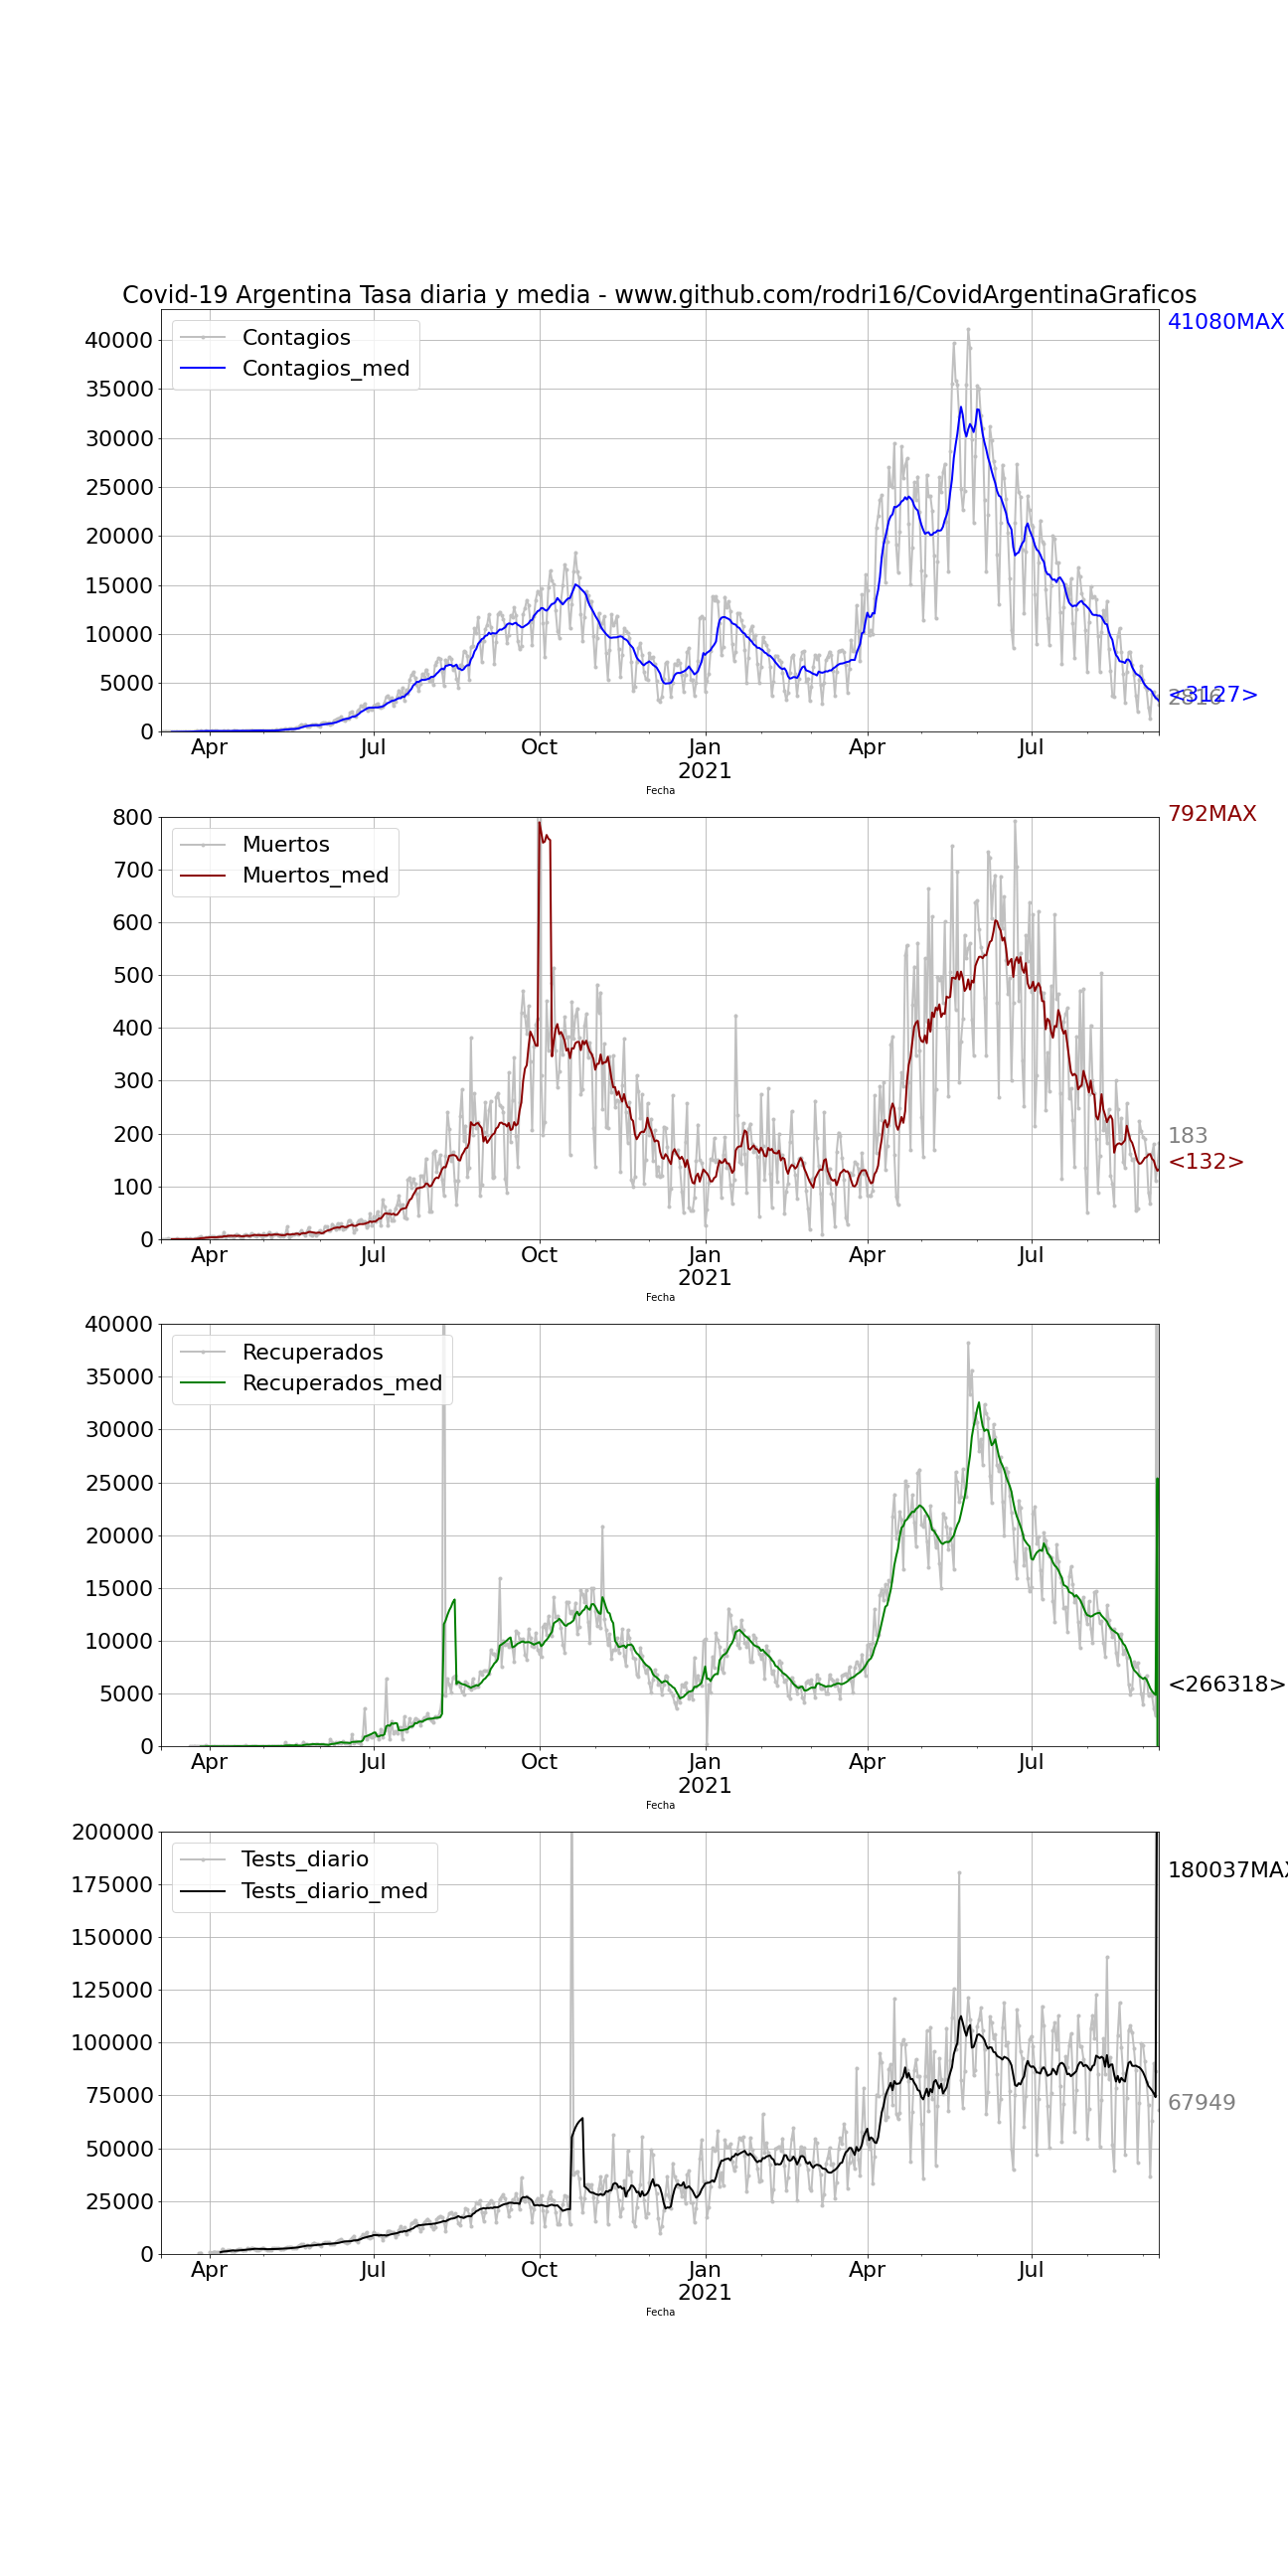 Covid-19 Argentina Tasa diaria y media - www.github.com/rodri16/CovidArgentinaGraficos
41080MAX
Contagios
Contagios_med
40000
35000
30000
25000
20000
15000
10000
5000
0
2816
<3127>
Apr
Jul
Oct
Jan
2021
Apr
Jul
Fecha
792MAX
Muertos
Muertos_med
800
700
600
500
400
300
200
100
0
183
<132>
Apr
Jul
Oct
Jan
2021
Apr
Jul
Fecha
Recuperados
Recuperados_med
40000
35000
30000
25000
20000
15000
10000
5000
0
<266318>
Apr
Jul
Oct
Jan
2021
Apr
Jul
Fecha
Tests_diario
Tests_diario_med
200000
175000
150000
125000
100000
75000
50000
25000
0
180037MAX
67949
Apr
Jul
Oct
Jan
2021
Apr
Jul
Fecha